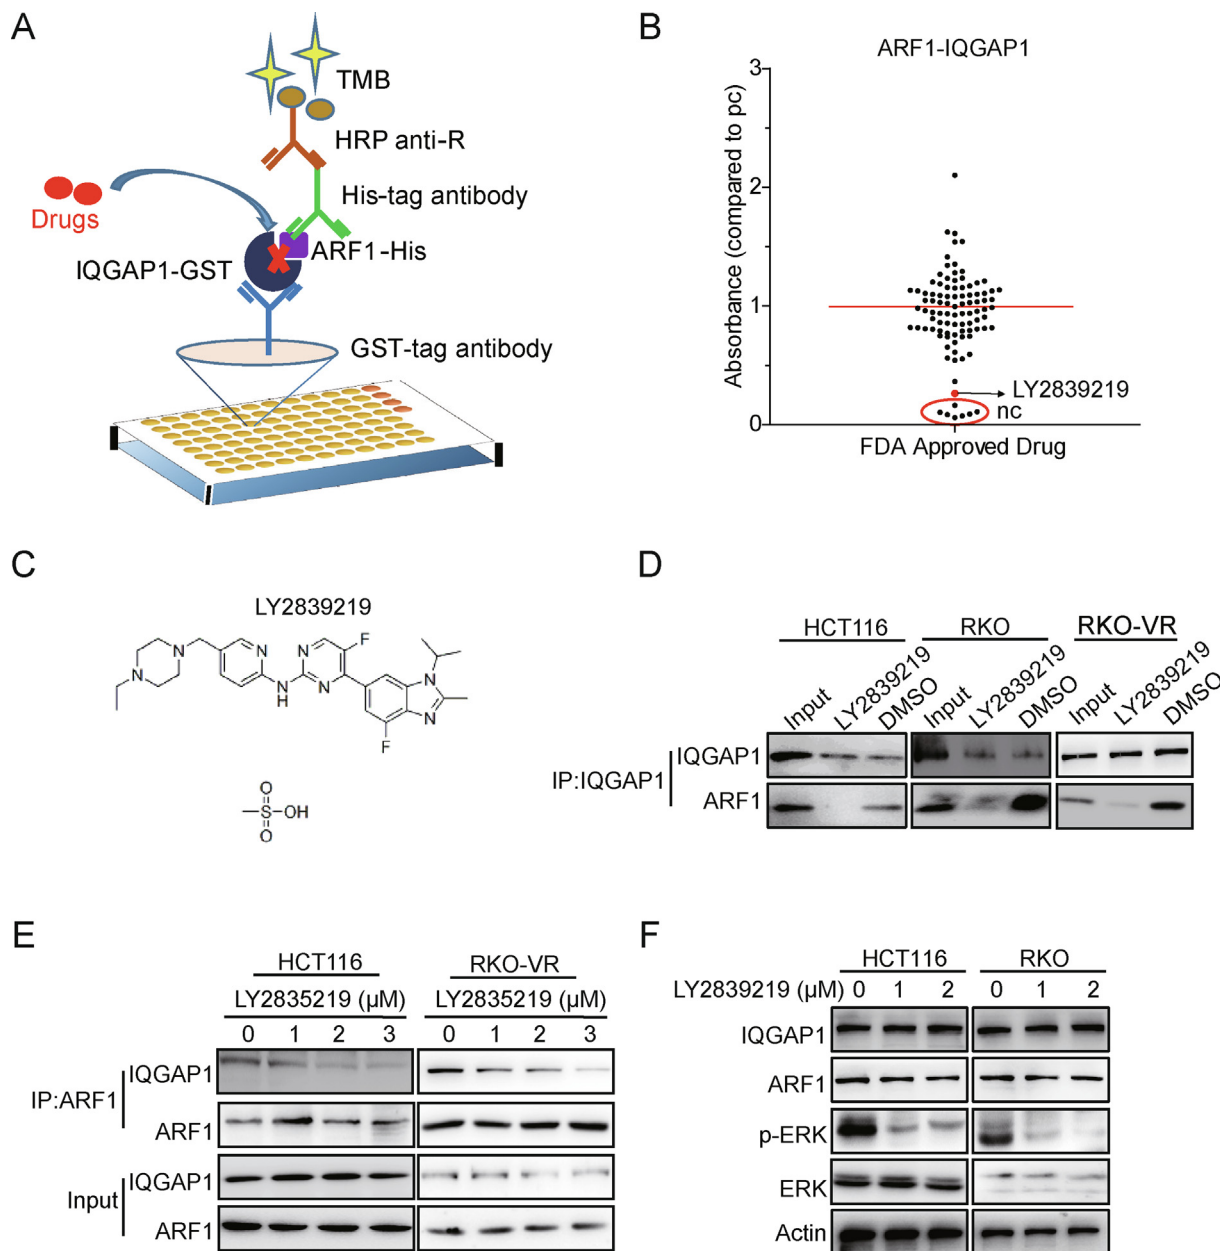 A
TMB
HRP anti-R
His-tag antibody
Drugs
ARF1-His
IQGAP1-GST
GST-tag antibody
B
ARF1-IQGAP1
Absorbance (compared to pc)
3
2
1
0
LY2839219
nc
FDA Approved Drug
C
LY2839219
N
N
N
N
H
N
N
F
N
N
F
O
S
OH
O
D
HCT116
RKO
RKO-VR
Input
LY2839219
DMSO
Input
LY2839219
DMSO
Input
LY2839219
DMSO
IP:IQGAP1
IQGAP1
ARF1
E
HCT116
RKO-VR
LY2835219 (μM)
LY2835219 (μM)
0 1 2 3
0 1 2 3
IP:ARF1
IQGAP1
ARF1
Input
IQGAP1
ARF1
F
HCT116
RKO
LY2839219 (μM) 0 1 2 0 1 2
IQGAP1
ARF1
p-ERK
ERK
Actin